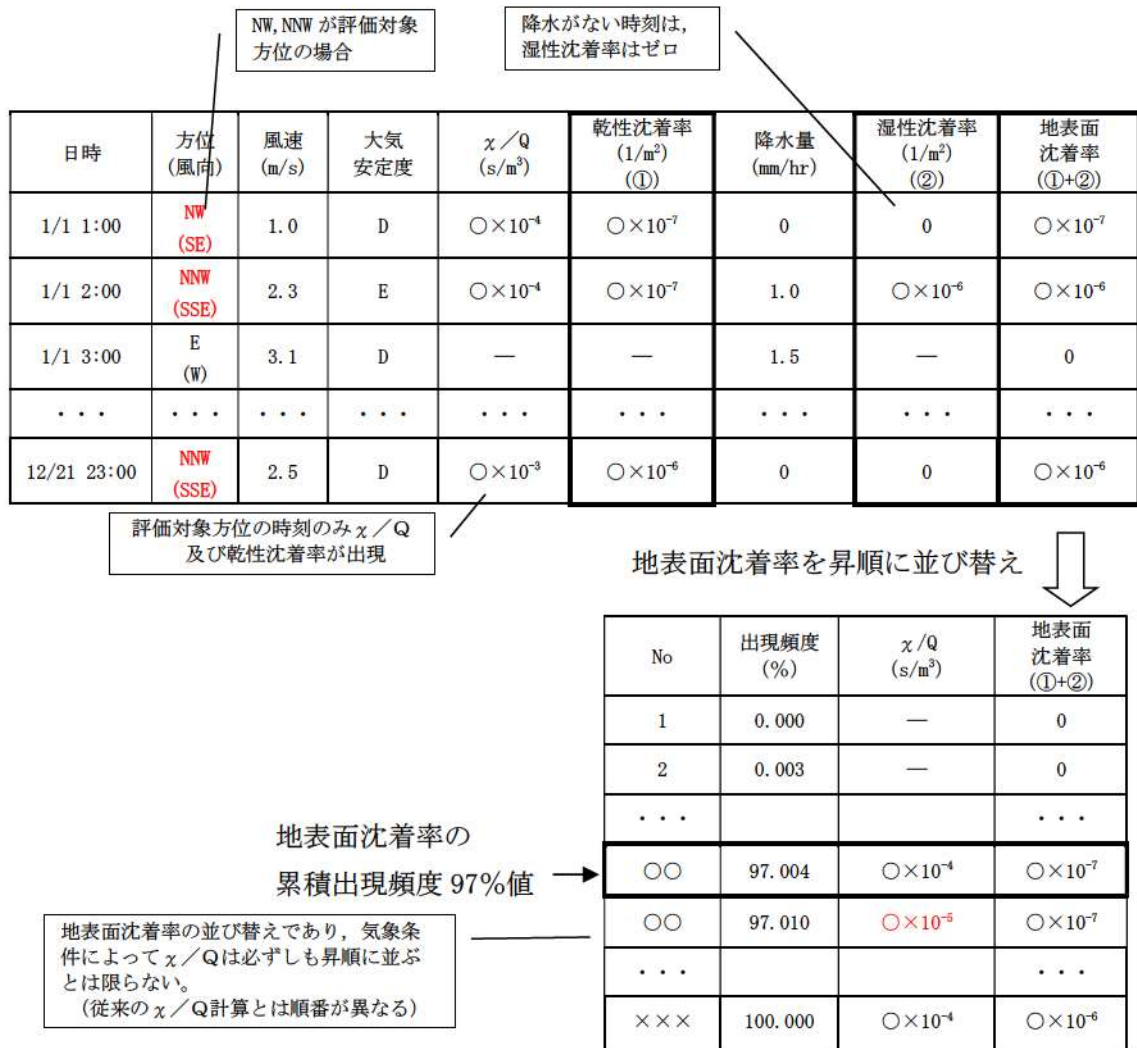 NW, NNW が評価対象
方位の場合
降水がない時刻は,
湿性沈着率はゼロ
日時 方位 (風向) 風速 (m/s) 大気 安定度 χ/Q (s/m³) 乾性沈着率 (1/m²) (①) 降水量 (mm/hr) 湿性沈着率 (1/m²) (②) 地表面 沈着率 (①+②)
1/1 1:00 NW (SE) 1.0 D ○×10⁻⁴ ○×10⁻⁷ 0 0 ○×10⁻⁷
1/1 2:00 NNW (SSE) 2.3 E ○×10⁻⁴ ○×10⁻⁷ 1.0 ○×10⁻⁶ ○×10⁻⁶
1/1 3:00 E (W) 3.1 D — — 1.5 — 0
・・・ ・・・ ・・・ ・・・ ・・・ ・・・ ・・・ ・・・ ・・・
12/21 23:00 NNW (SSE) 2.5 D ○×10⁻³ ○×10⁻⁶ 0 0 ○×10⁻⁶
評価対象方位の時刻のみχ/Q
及び乾性沈着率が出現
地表面沈着率を昇順に並び替え
No 出現頻度 (%) χ/Q (s/m³) 地表面 沈着率 (①+②)
1 0.000 — 0
2 0.003 — 0
・・・ ・・・
○○ 97.004 ○×10⁻⁴ ○×10⁻⁷
○○ 97.010 ○×10⁻⁵ ○×10⁻⁷
・・・ ・・・
××× 100.000 ○×10⁻⁴ ○×10⁻⁶
地表面沈着率の
累積出現頻度 97%値
地表面沈着率の並び替えであり，気象条
件によってχ/Qは必ずしも昇順に並ぶ
とは限らない。
(従来のχ/Q計算とは順番が異なる)